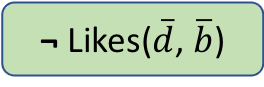 ¬ Likes(d̅, b̅)